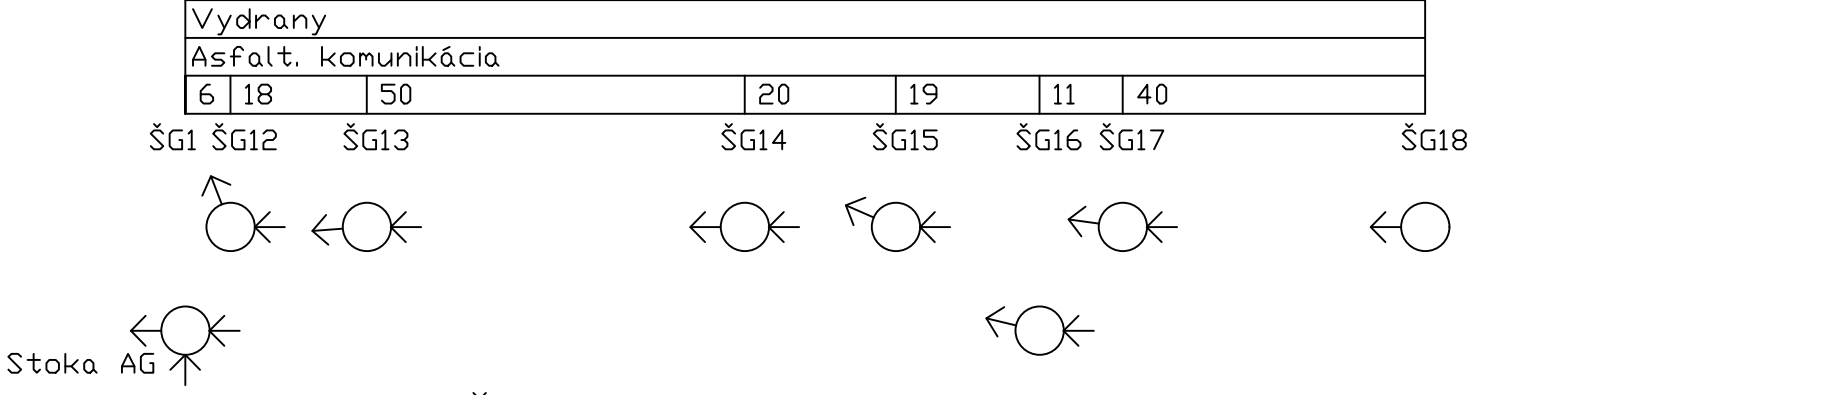 Vydrany
Asfalt. komunikácia
6 18 50 20 19 11 40
ŠG1 ŠG12 ŠG13 ŠG14 ŠG15 ŠG16 ŠG17 ŠG18
Stoka AG